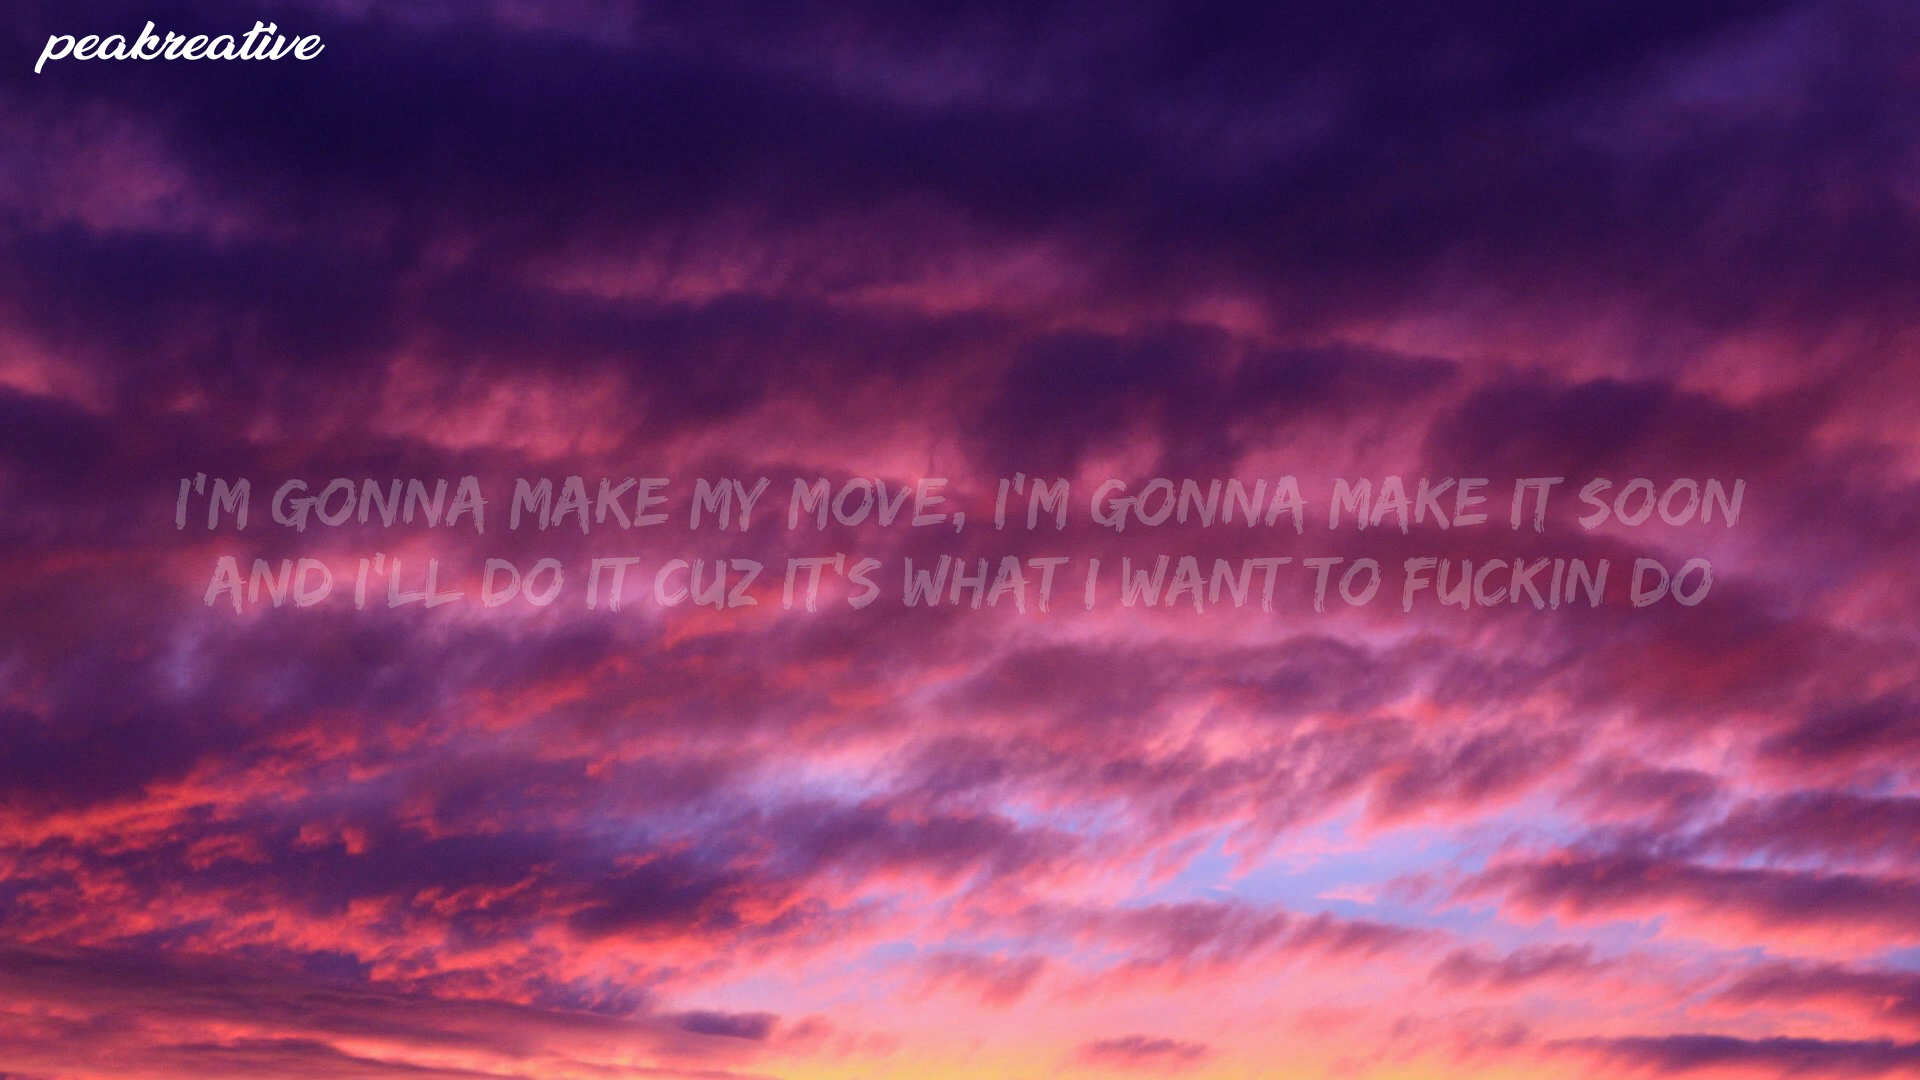 peakreative
I'M GONNA MAKE MY MOVE, I'M GONNA MAKE IT SOON
AND I'LL DO IT CUZ IT'S WHAT I WANT TO FUCKIN DO